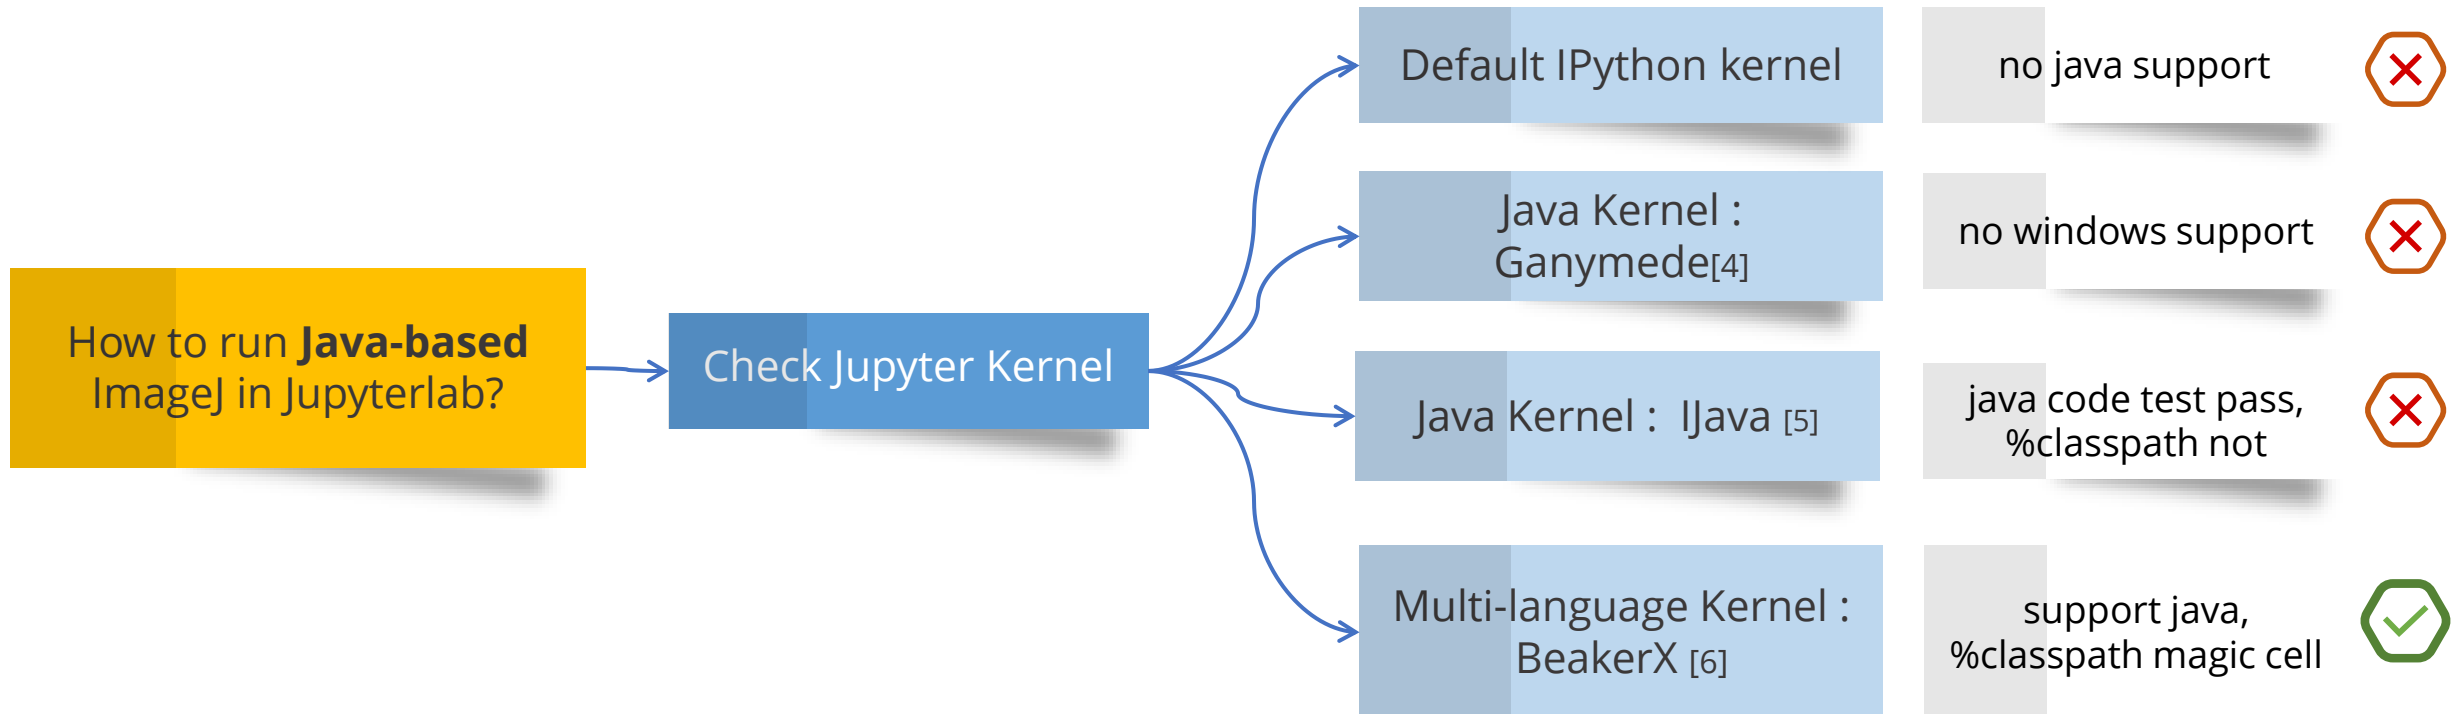 How to run Java-based
ImageJ in Jupyterlab?
Check Jupyter Kernel
Default IPython kernel
no java support
Java Kernel :
Ganymede[4]
no windows support
Java Kernel : IJava [5]
java code test pass,
%classpath not
Multi-language Kernel :
BeakerX [6]
support java,
%classpath magic cell